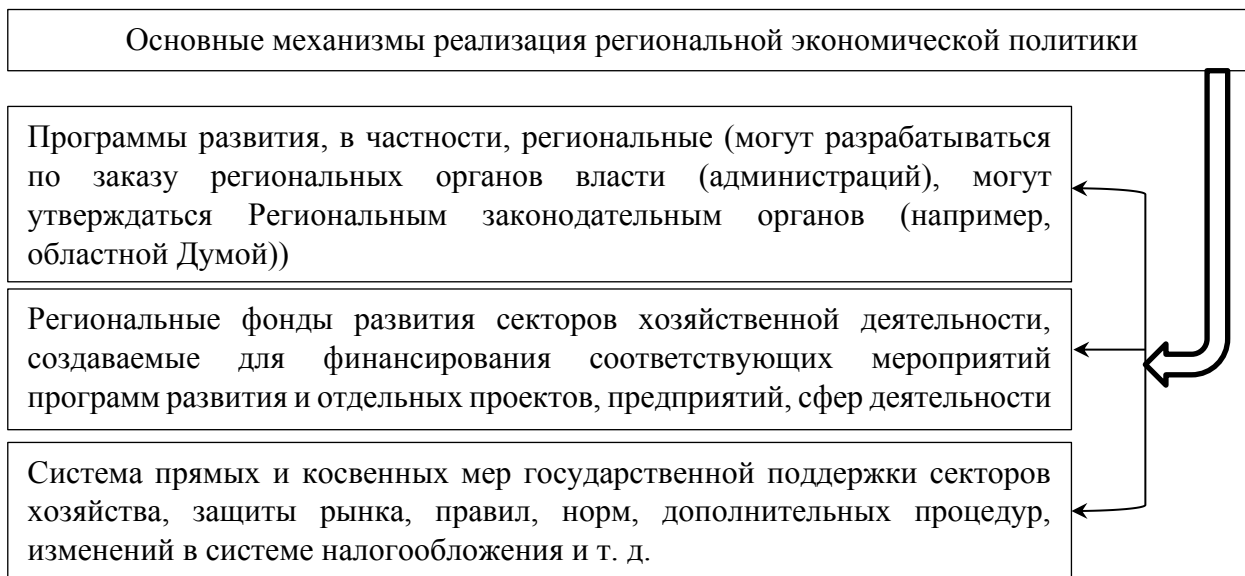 Основные механизмы реализация региональной экономической политики
Программы развития, в частности, региональные (могут разрабатываться
по заказу региональных органов власти (администраций), могут
утверждаться Региональным законодательным органов (например,
областной Думой))
Региональные фонды развития секторов хозяйственной деятельности,
создаваемые для финансирования соответствующих мероприятий
программ развития и отдельных проектов, предприятий, сфер деятельности
Система прямых и косвенных мер государственной поддержки секторов
хозяйства, защиты рынка, правил, норм, дополнительных процедур,
изменений в системе налогообложения и т. д.